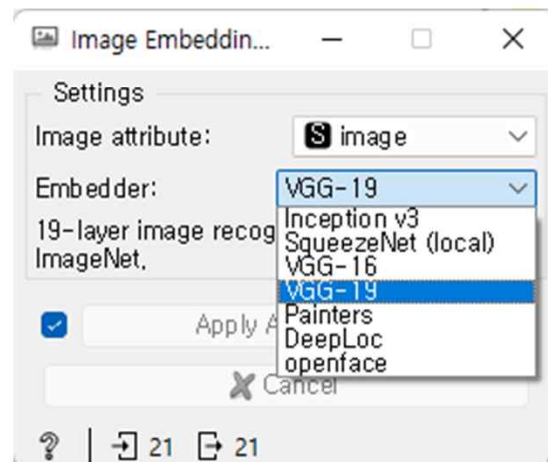 Image Embeddin...
Settings
Image attribute:
S image
Embedder:
VGG-19
19-layer image recog
ImageNet,
Inception v3
SqueezeNet (local)
VGG-16
VGG-19
Painters
DeepLoc
openface
Apply A
Cancel
? | 21 21